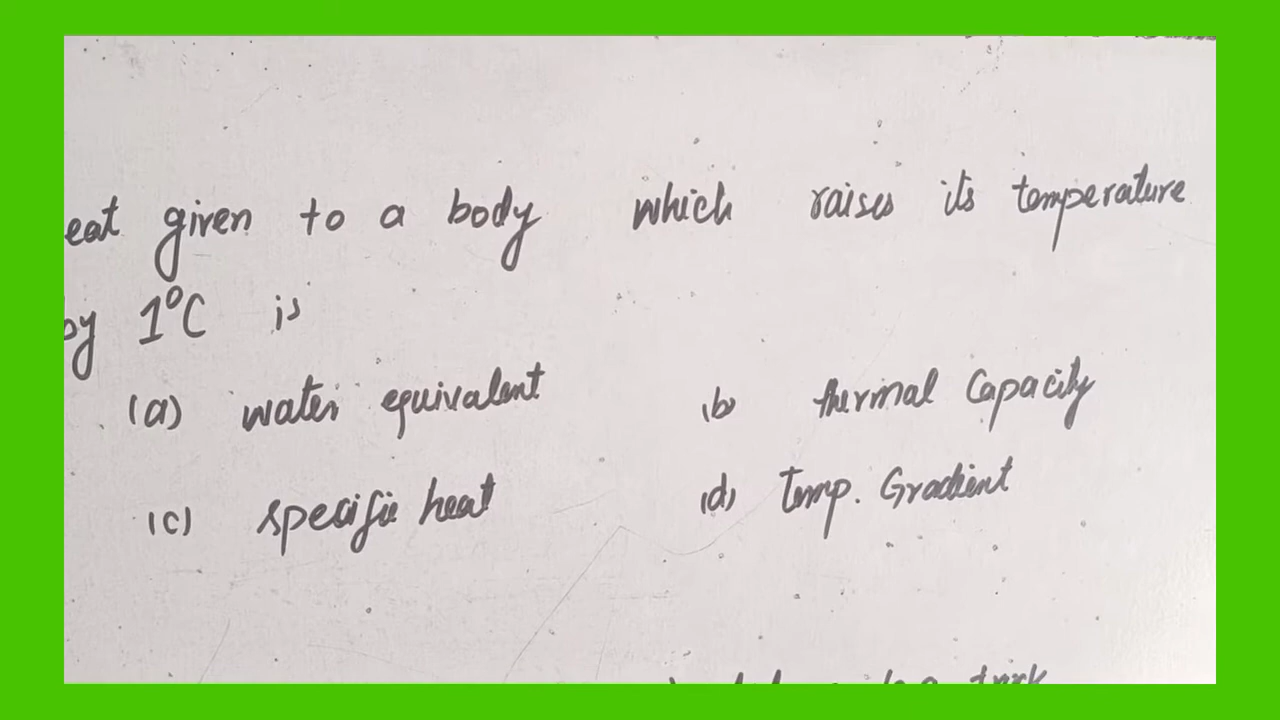 eat given to a body which raises its temperature
by 1°C is
(a) water equivalent (b) thermal Capacity
(c) specific heat (d) Temp. Gradient